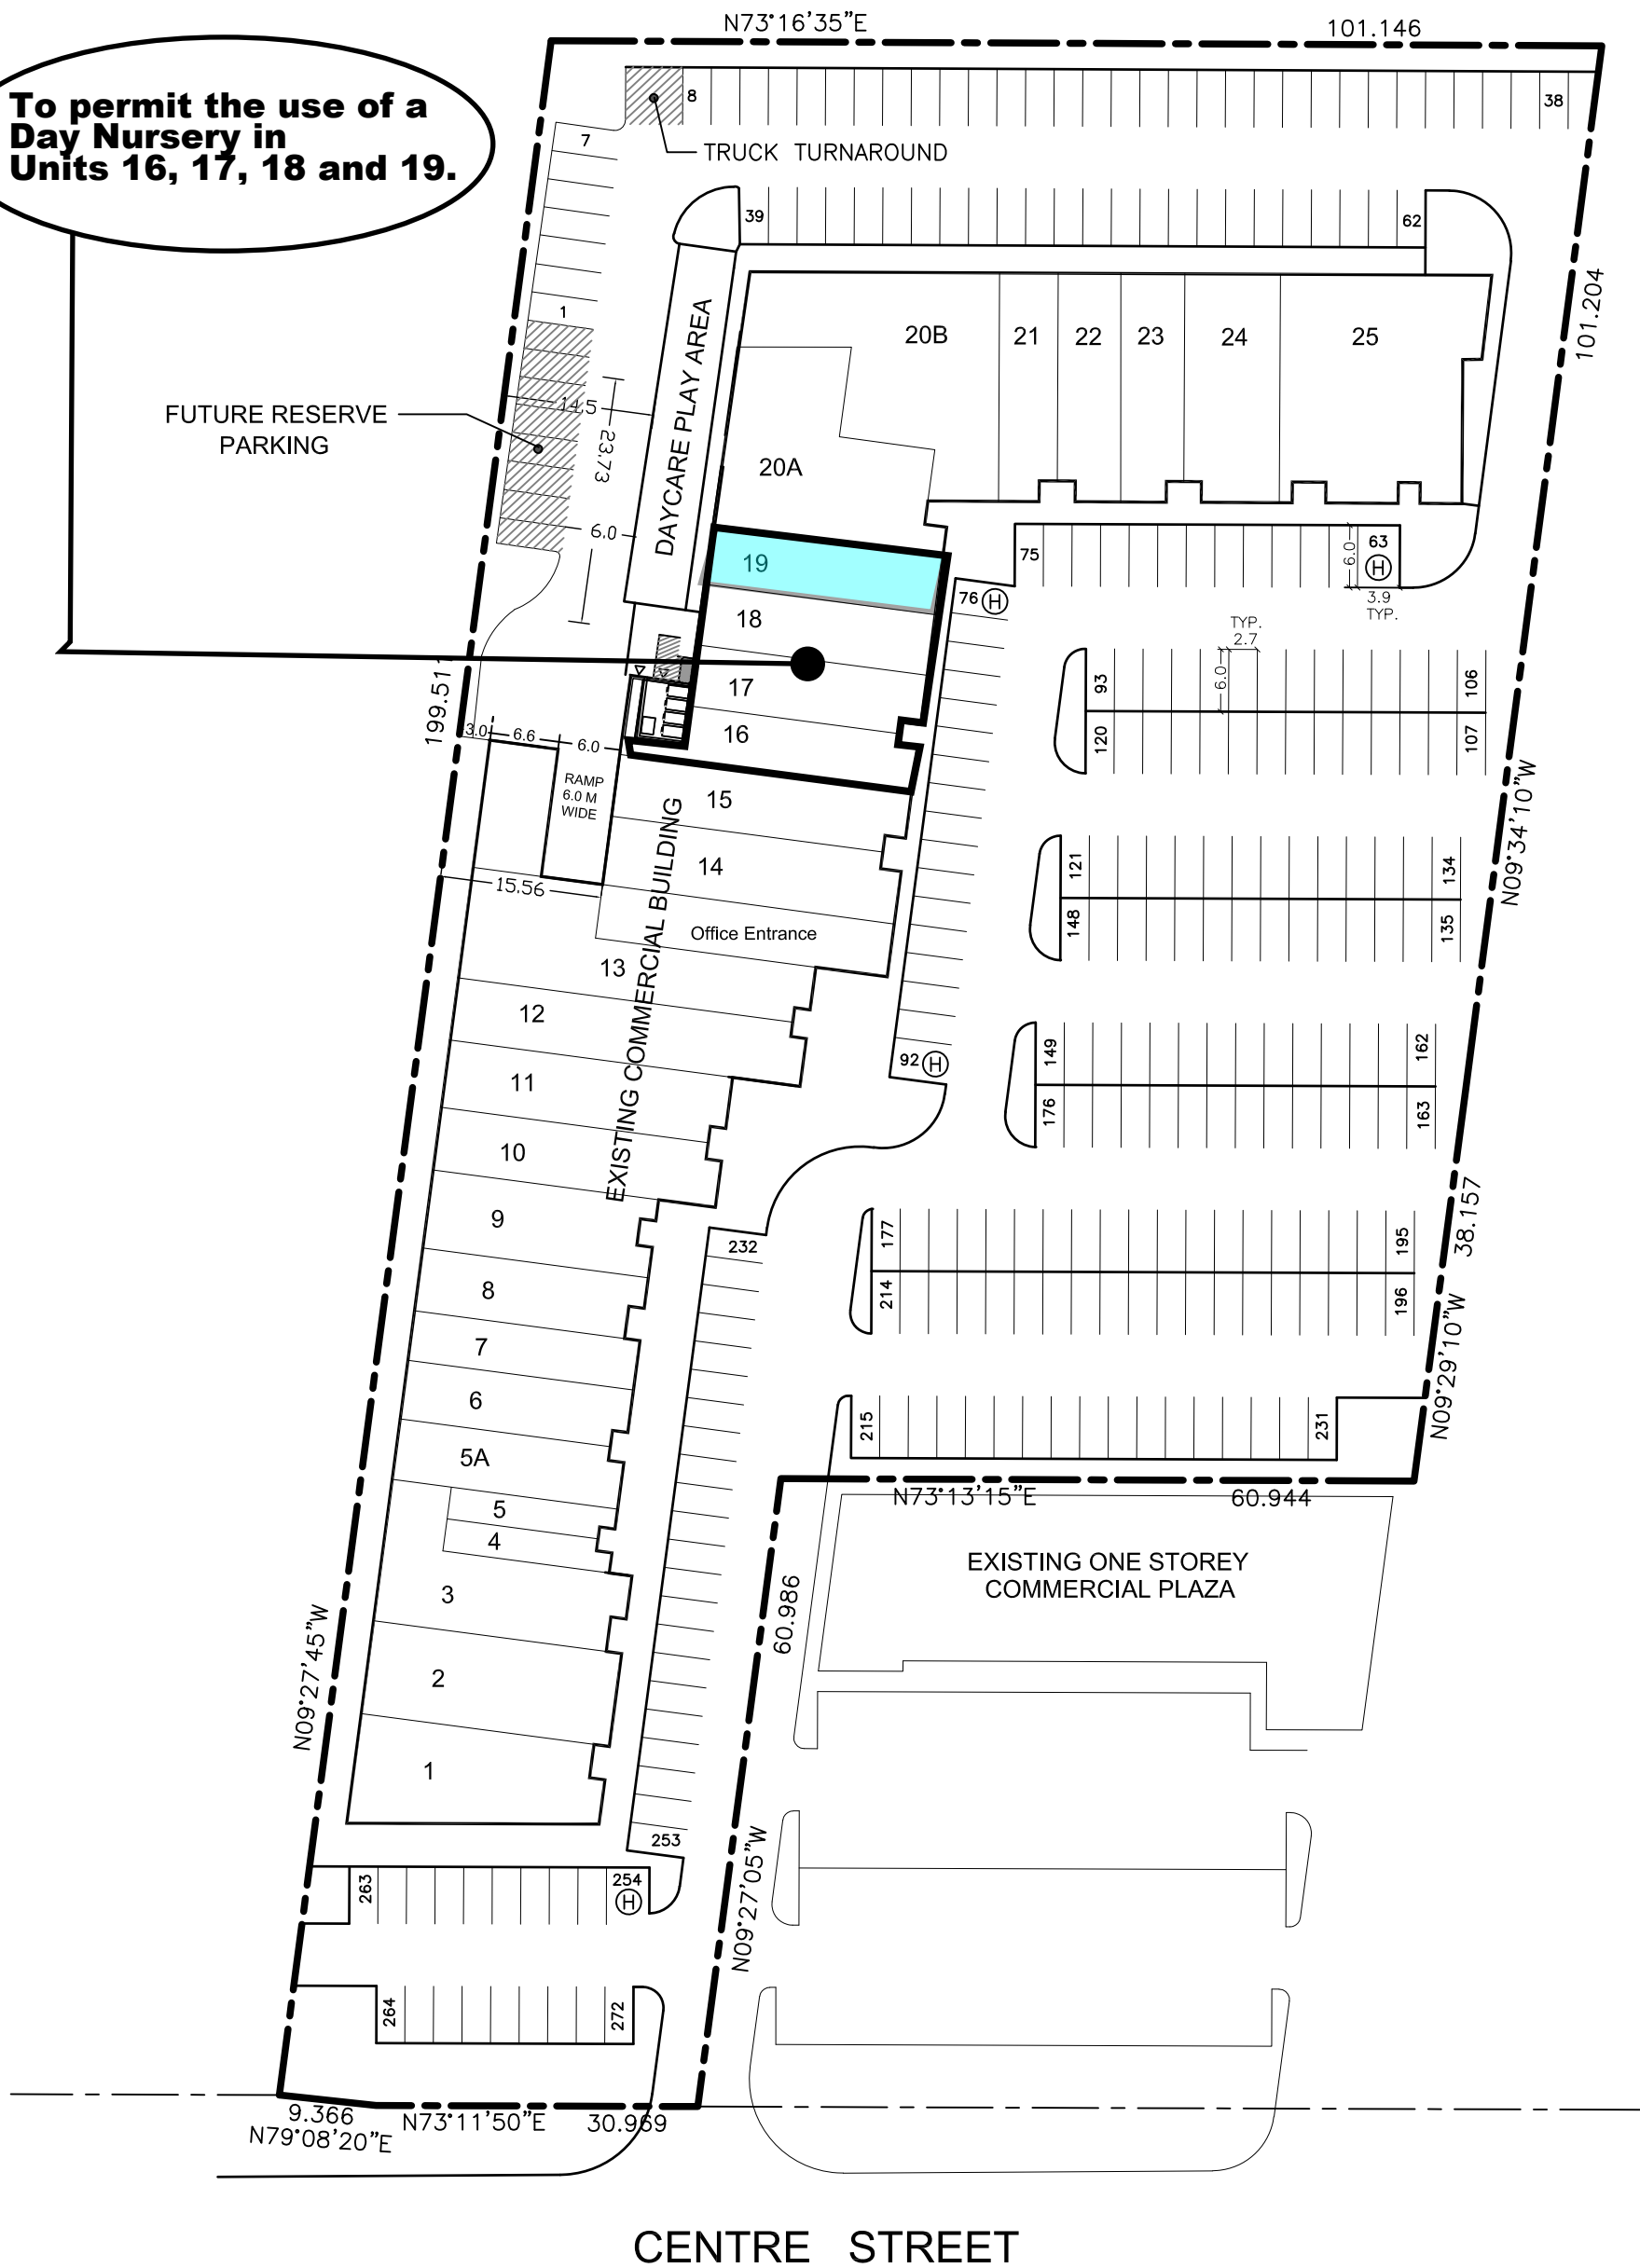 N73°16'35"E
101.146
To permit the use of a
Day Nursery in
Units 16, 17, 18 and 19.
8
38
7
TRUCK TURNAROUND
39
62
1
101.204
DAYCARE PLAY AREA
20B
21
22
23
24
25
FUTURE RESERVE
PARKING
14.5
23.73
6.0
20A
19
75
63
H
6.0
3.9
TYP.
76
H
18
TYP.
2.7
6.0
17
16
93
106
120
107
3.0
6.6
6.0
RAMP
6.0 M
WIDE
15
14
15.56
Office Entrance
EXISTING COMMERCIAL BUILDING
N09°34'10"W
121
134
148
135
13
12
11
10
92
H
149
162
176
163
9
8
7
6
5A
5
4
3
2
1
232
177
195
214
196
38.157
N09°29'10"W
215
231
N73°13'15"E
60.944
EXISTING ONE STOREY
COMMERCIAL PLAZA
60.986
N09°27'45"W
253
N09°27'05"W
263
254
H
264
272
9.366
N79°08'20"E
N73°11'50"E
30.969
CENTRE STREET